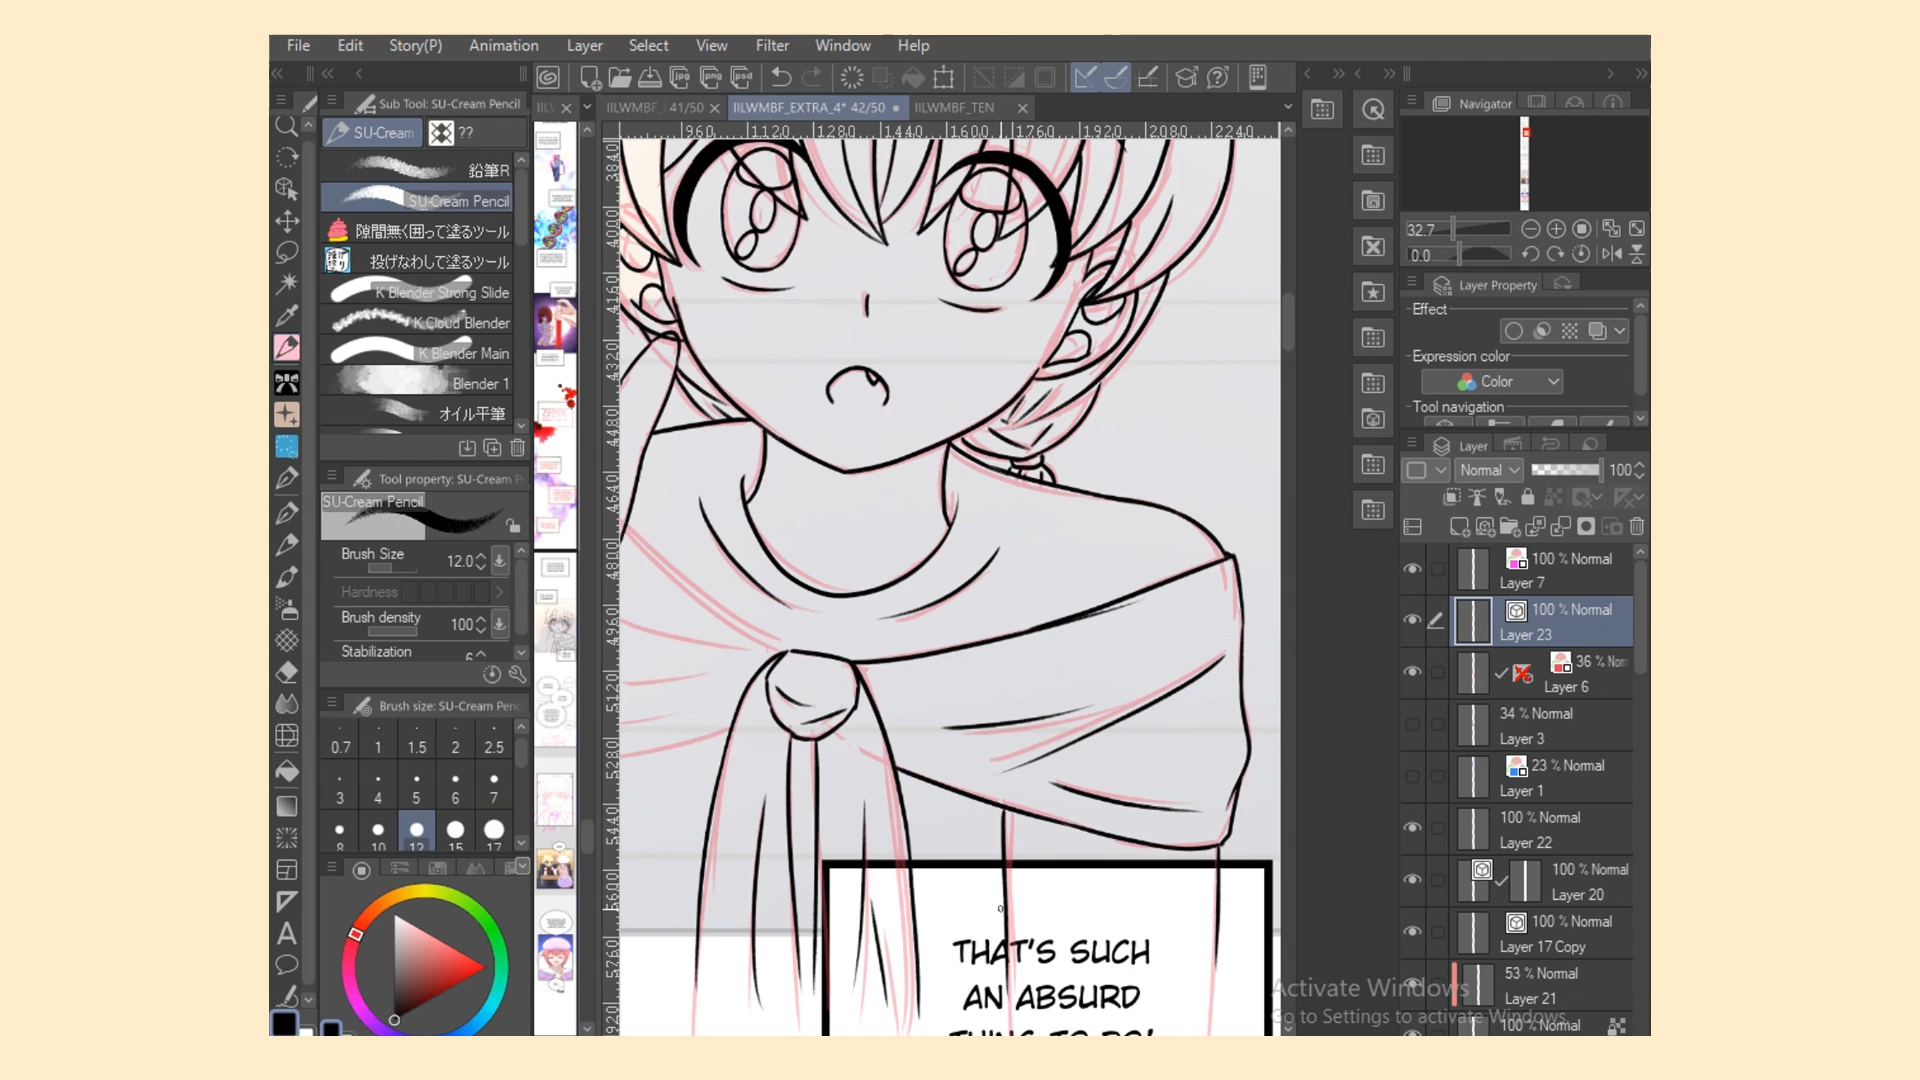 File Edit Story(P) Animation Layer Select View Filter Window Help
Sub Tool: SU-Cream Pencil
IILWMBF_E 41/50 IILWMBF_EXTRA_4* 42/50 IILWMBF_TEN
Navigator
SU-Cream ??
960 1120 1280 1440 1600 1760 1920 2080 2240
鉛筆R
SU-Cream Pencil
隙間無く囲って塗るツール
投げなわして塗るツール
K Blender Strong Slide
K Cloud Blender
K Blender Main
Blender 1
オイル平筆
Tool property: SU-Cream P
SU-Cream Pencil
Brush Size 12.0
Hardness
Brush density 100
Stabilization 6
Brush size: SU-Cream Penc
0.7 1 1.5 2 2.5
3 4 5 6 7
8 10 12 15 17
3840
4000
4160
4320
4480
4640
4800
4960
5120
5280
5440
5600
5760
5920
THAT'S SUCH
AN ABSURD
THING TO DO!
32.7
0.0
Layer Property
Effect
Expression color
Color
Tool navigation
Layer
Normal 100
100 % Normal
Layer 7
100 % Normal
Layer 23
36 % Nor
Layer 6
34 % Normal
Layer 3
23 % Normal
Layer 1
100 % Normal
Layer 22
100 % Normal
Layer 20
100 % Normal
Layer 17 Copy
53 % Normal
Layer 21
100 % Normal
Activate Windows
Go to Settings to activate Windows.